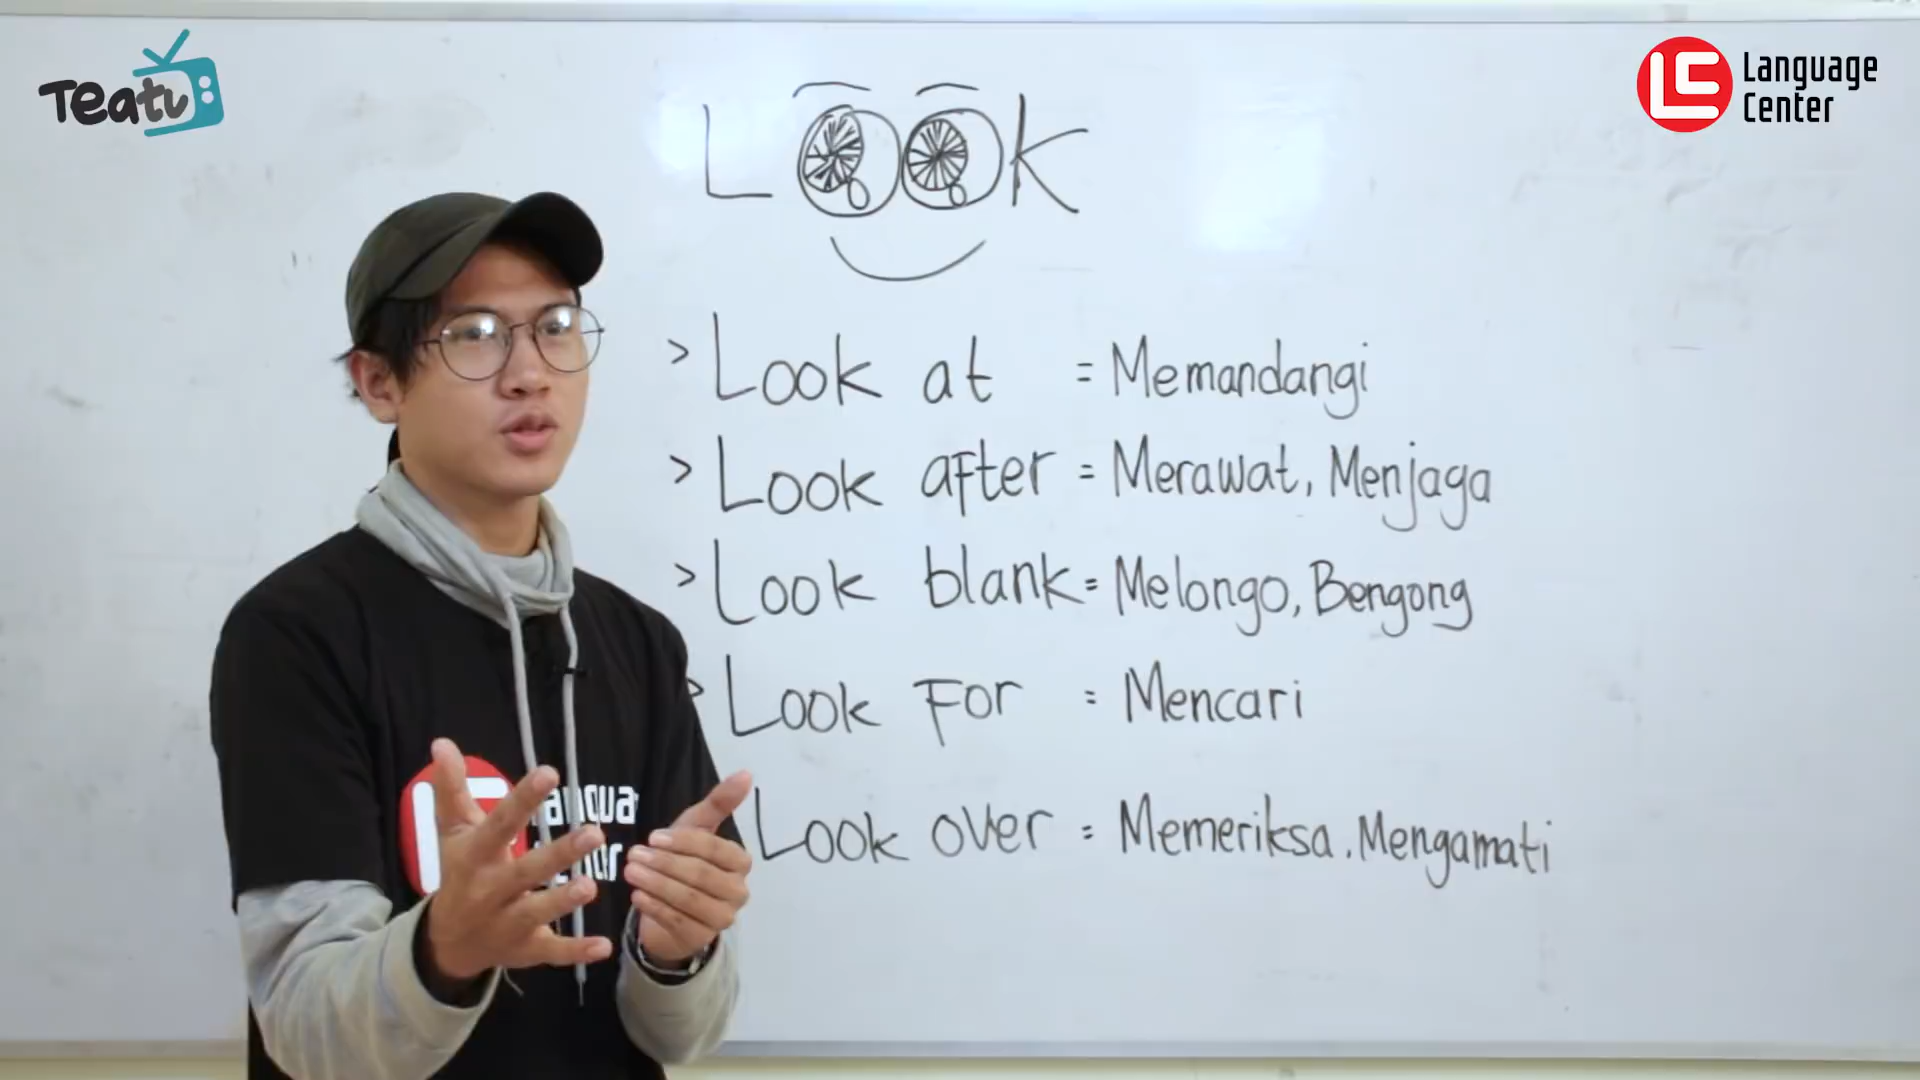 Teatv
Language
Center
LOOK
> Look at = Memandangi
> Look after = Merawat, Menjaga
> Look blank = Melongo, Bengong
> Look For = Mencari
Look over = Memeriksa. Mengamati